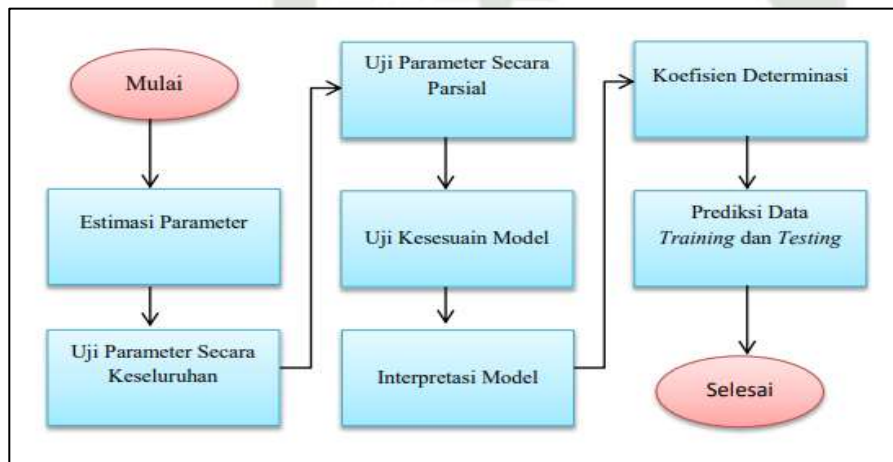 Mulai
Estimasi Parameter
Uji Parameter Secara
Keseluruhan
Uji Parameter Secara
Parsial
Uji Kesesuain Model
Interpretasi Model
Koefisien Determinasi
Prediksi Data
Training dan Testing
Selesai